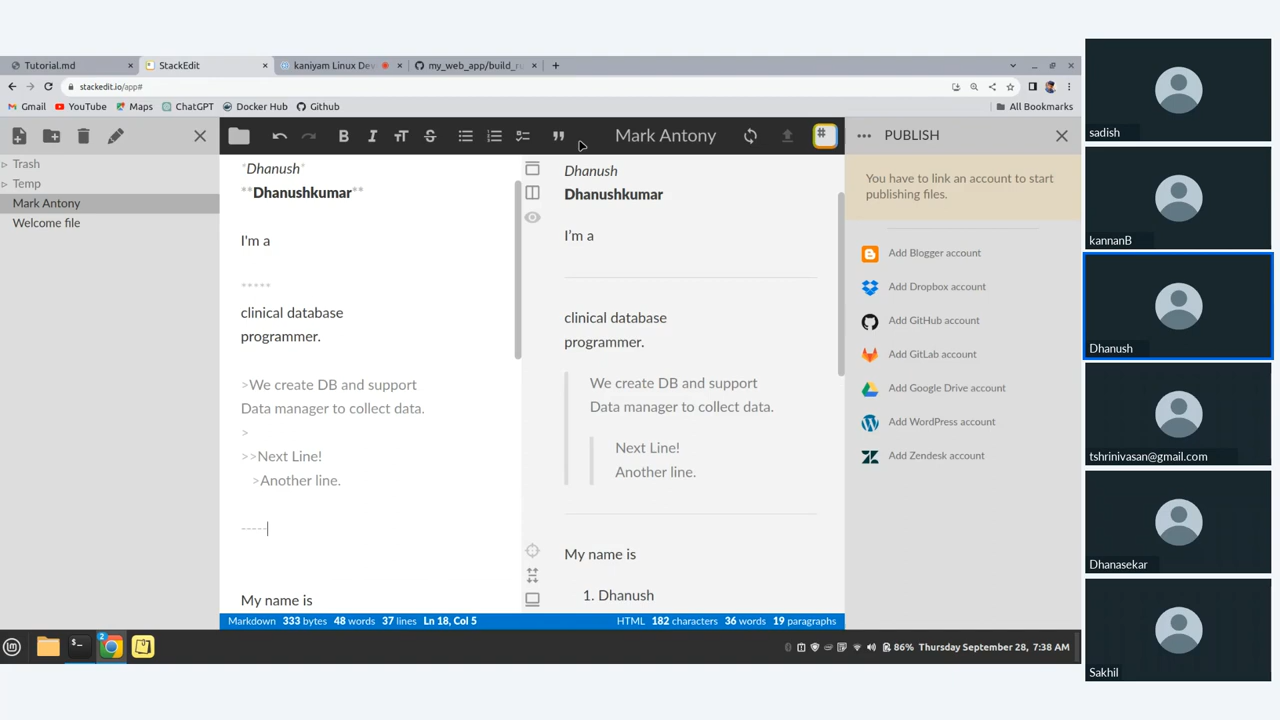 Tutorial.md
StackEdit
kaniyam Linux Dev
my_web_app/build_ru
stackedit.io/app#
Gmail
YouTube
Maps
ChatGPT
Docker Hub
Github
All Bookmarks
Mark Antony
PUBLISH
Trash
Temp
Mark Antony
Welcome file
*Dhanush*
**Dhanushkumar**
I'm a
*****
clinical database
programmer.
>We create DB and support
Data manager to collect data.
>
>>Next Line!
>Another line.
-----
My name is
Dhanush
Dhanushkumar
I'm a
clinical database
programmer.
We create DB and support
Data manager to collect data.
Next Line!
Another line.
My name is
1. Dhanush
You have to link an account to start
publishing files.
Add Blogger account
Add Dropbox account
Add GitHub account
Add GitLab account
Add Google Drive account
Add WordPress account
Add Zendesk account
Markdown 333 bytes 48 words 37 lines Ln 18, Col 5
HTML 182 characters 36 words 19 paragraphs
2
86% Thursday September 28, 7:38 AM
sadish
kannanB
Dhanush
tshrinivasan@gmail.com
Dhanasekar
Sakhil